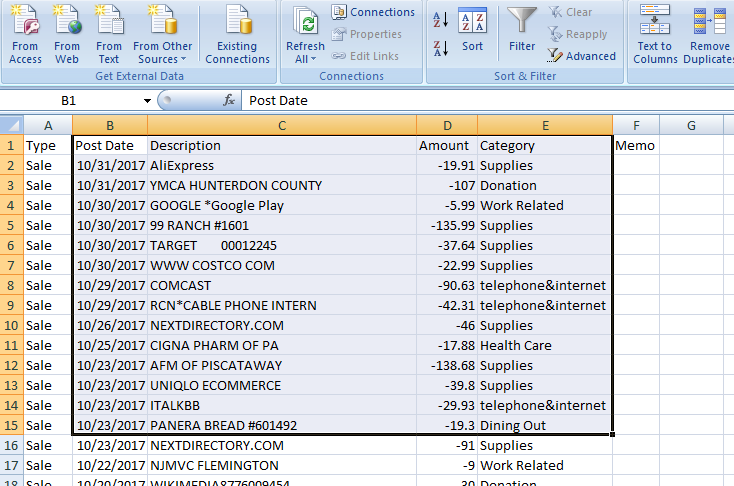 From Access
From Web
From Text
From Other Sources
Existing Connections
Get External Data
Refresh All
Connections
Properties
Edit Links
Connections
A Z
Z A
A Z Z A
Sort
Filter
Clear
Reapply
Advanced
Sort & Filter
Text to Columns
Remove Duplicate
B1 fx Post Date
A B C D E F G
1 Type Post Date Description Amount Category Memo
2 Sale 10/31/2017 AliExpress -19.91 Supplies
3 Sale 10/31/2017 YMCA HUNTERDON COUNTY -107 Donation
4 Sale 10/30/2017 GOOGLE *Google Play -5.99 Work Related
5 Sale 10/30/2017 99 RANCH #1601 -135.99 Supplies
6 Sale 10/30/2017 TARGET 00012245 -37.64 Supplies
7 Sale 10/30/2017 WWW COSTCO COM -22.99 Supplies
8 Sale 10/29/2017 COMCAST -90.63 telephone&internet
9 Sale 10/29/2017 RCN*CABLE PHONE INTERN -42.31 telephone&internet
10 Sale 10/26/2017 NEXTDIRECTORY.COM -46 Supplies
11 Sale 10/25/2017 CIGNA PHARM OF PA -17.88 Health Care
12 Sale 10/23/2017 AFM OF PISCATAWAY -138.68 Supplies
13 Sale 10/23/2017 UNIQLO ECOMMERCE -39.8 Supplies
14 Sale 10/23/2017 ITALKBB -29.93 telephone&internet
15 Sale 10/23/2017 PANERA BREAD #601492 -19.3 Dining Out
16 Sale 10/23/2017 NEXTDIRECTORY.COM -91 Supplies
17 Sale 10/22/2017 NJMVC FLEMINGTON -9 Work Related
18 Sale 10/20/2017 WIKIMEDIA8776009454 30 Donation